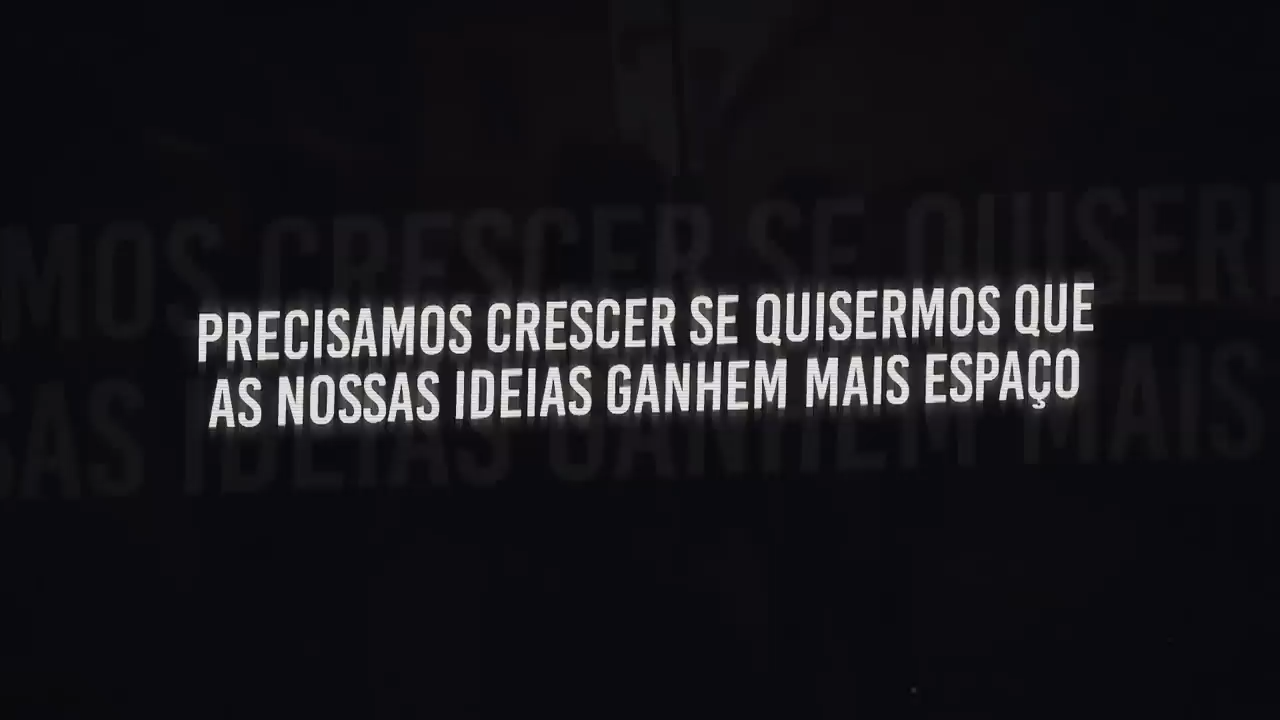 PRECISAMOS CRESCER SE QUISERMOS QUE
AS NOSSAS IDEIAS GANHEM MAIS ESPAÇO